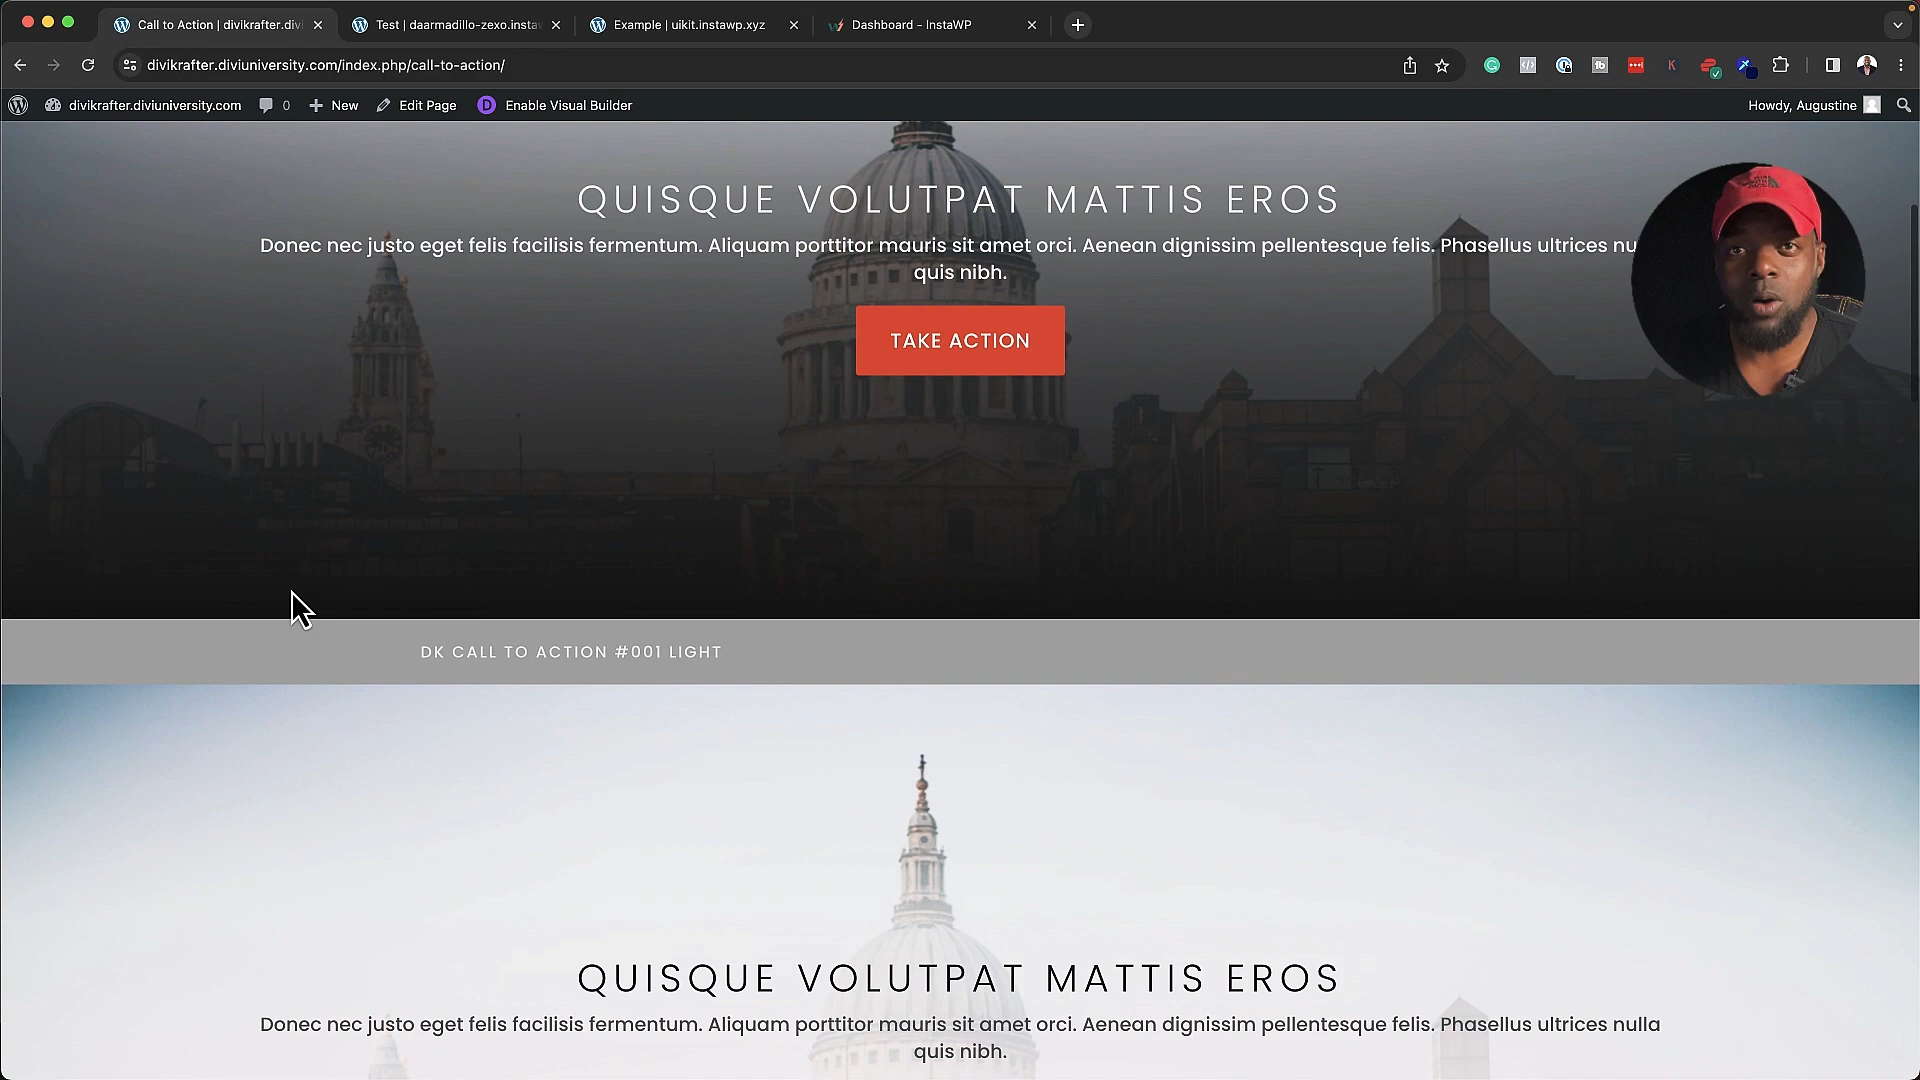 Call to Action | divikrafter.divi
Test | daarmadillo-zexo.insta
Example | uikit.instawp.xyz
Dashboard - InstaWP
divikrafter.diviuniversity.com/index.php/call-to-action/
divikrafter.diviuniversity.com
0
New
Edit Page
D
Enable Visual Builder
Howdy, Augustine
QUISQUE VOLUTPAT MATTIS EROS
Donec nec justo eget felis facilisis fermentum. Aliquam porttitor mauris sit amet orci. Aenean dignissim pellentesque felis. Phasellus ultrices nu
quis nibh.
TAKE ACTION
DK CALL TO ACTION #001 LIGHT
QUISQUE VOLUTPAT MATTIS EROS
Donec nec justo eget felis facilisis fermentum. Aliquam porttitor mauris sit amet orci. Aenean dignissim pellentesque felis. Phasellus ultrices nulla
quis nibh.